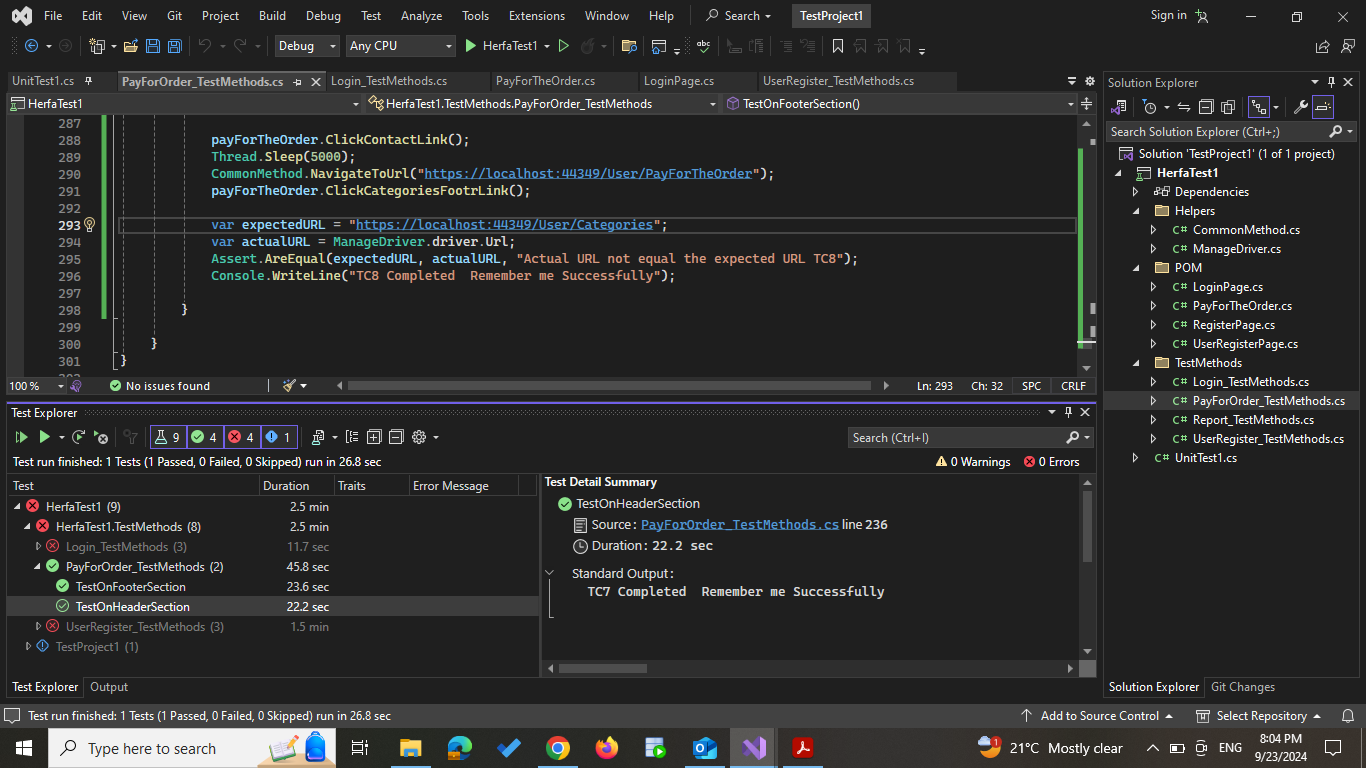 File Edit View Git Project Build Debug Test Analyze Tools Extensions Window Help Search TestProject1 Sign in
Debug Any CPU HerfaTest1
UnitTest1.cs PayForOrder_TestMethods.cs Login_TestMethods.cs PayForTheOrder.cs LoginPage.cs UserRegister_TestMethods.cs
HerfaTest1 HerfaTest1.TestMethods.PayForOrder_TestMethods TestOnFooterSection()
287
288 payForTheOrder.ClickContactLink();
289 Thread.Sleep(5000);
290 CommonMethod.NavigateToUrl("https://localhost:44349/User/PayForTheOrder");
291 payForTheOrder.ClickCategoriesFootrLink();
292
293 var expectedURL = "https://localhost:44349/User/Categories";
294 var actualURL = ManageDriver.driver.Url;
295 Assert.AreEqual(expectedURL, actualURL, "Actual URL not equal the expected URL TC8");
296 Console.WriteLine("TC8 Completed  Remember me Successfully");
297
298 }
299
300 }
301 }
100 % No issues found Ln: 293 Ch: 32 SPC CRLF
Test Explorer
9 4 4 1 Search (Ctrl+I)
Test run finished: 1 Tests (1 Passed, 0 Failed, 0 Skipped) run in 26.8 sec 0 Warnings 0 Errors
Test Duration Traits Error Message
HerfaTest1 (9) 2.5 min
HerfaTest1.TestMethods (8) 2.5 min
Login_TestMethods (3) 11.7 sec
PayForOrder_TestMethods (2) 45.8 sec
TestOnFooterSection 23.6 sec
TestOnHeaderSection 22.2 sec
UserRegister_TestMethods (3) 1.5 min
TestProject1 (1)
Test Detail Summary
TestOnHeaderSection
Source: PayForOrder_TestMethods.cs line 236
Duration: 22.2 sec
Standard Output:
TC7 Completed  Remember me Successfully
Test Explorer Output
Solution Explorer
Search Solution Explorer (Ctrl+;)
Solution 'TestProject1' (1 of 1 project)
HerfaTest1
Dependencies
Helpers
C# CommonMethod.cs
C# ManageDriver.cs
POM
C# LoginPage.cs
C# PayForTheOrder.cs
C# RegisterPage.cs
C# UserRegisterPage.cs
TestMethods
C# Login_TestMethods.cs
C# PayForOrder_TestMethods.cs
C# Report_TestMethods.cs
C# UserRegister_TestMethods.cs
C# UnitTest1.cs
Solution Explorer Git Changes
Test run finished: 1 Tests (1 Passed, 0 Failed, 0 Skipped) run in 26.8 sec Add to Source Control Select Repository
Type here to search 21°C Mostly clear ENG 8:04 PM
9/23/2024